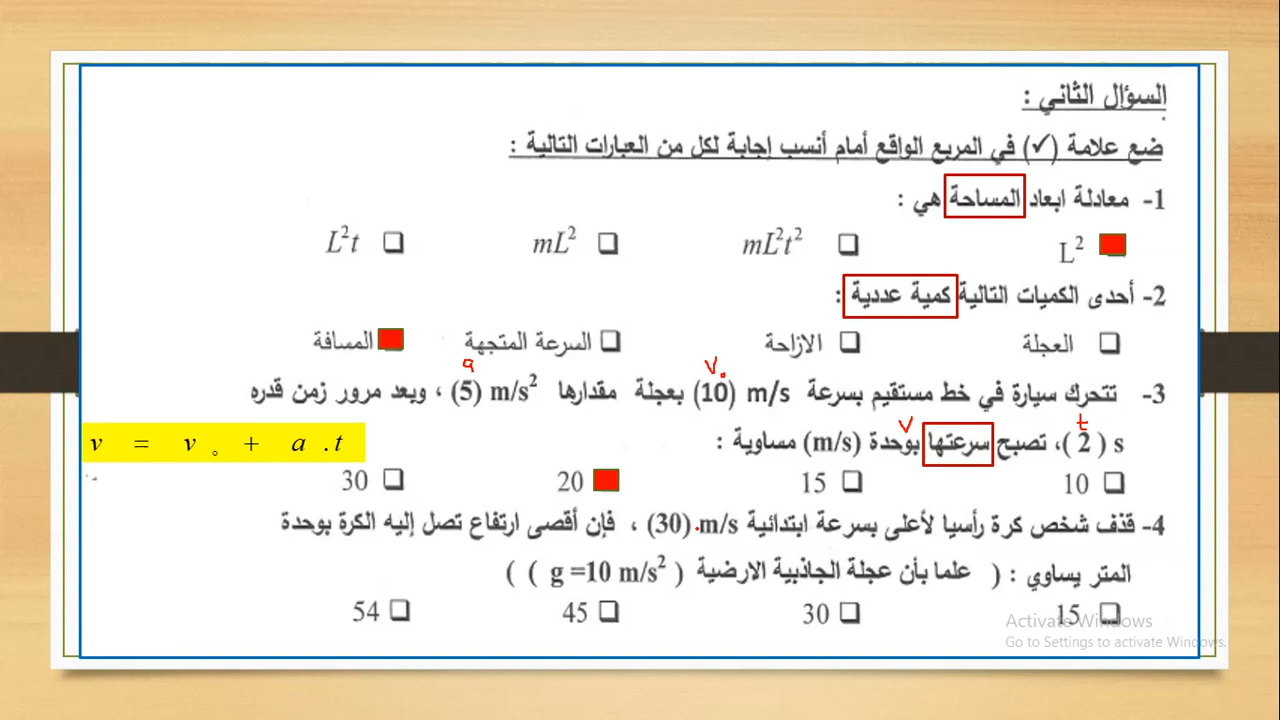 السؤال الثاني :
ضع علامة (✓) في المربع الواقع أمام أنسب إجابة لكل من العبارات التالية :
1- معادلة ابعاد المساحة هي :
L² ❑ mL²t² ❑ mL² ❑ L²t
2- أحدى الكميات التالية كمية عددية :
❑ العجلة ❑ الازاحة ❑ السرعة المتجهة المسافة
v. a
3- تتحرك سيارة في خط مستقيم بسرعة m/s (10) بعجلة مقدارها m/s² (5) ، وبعد مرور زمن قدره
v t
s ( 2 )، تصبح سرعتها بوحدة (m/s) مساوية :
v = v∘ + a .t
❑ 10 ❑ 15 20 ❑ 30
4- قذف شخص كرة رأسيا لأعلى بسرعة ابتدائية m/s (30) ، فإن أقصى ارتفاع تصل إليه الكرة بوحدة
المتر يساوي : ( علما بأن عجلة الجاذبية الارضية ( g =10 m/s² ) )
❑ 15 ❑ 30 ❑ 45 ❑ 54
Activate Windows
Go to Settings to activate Windows.